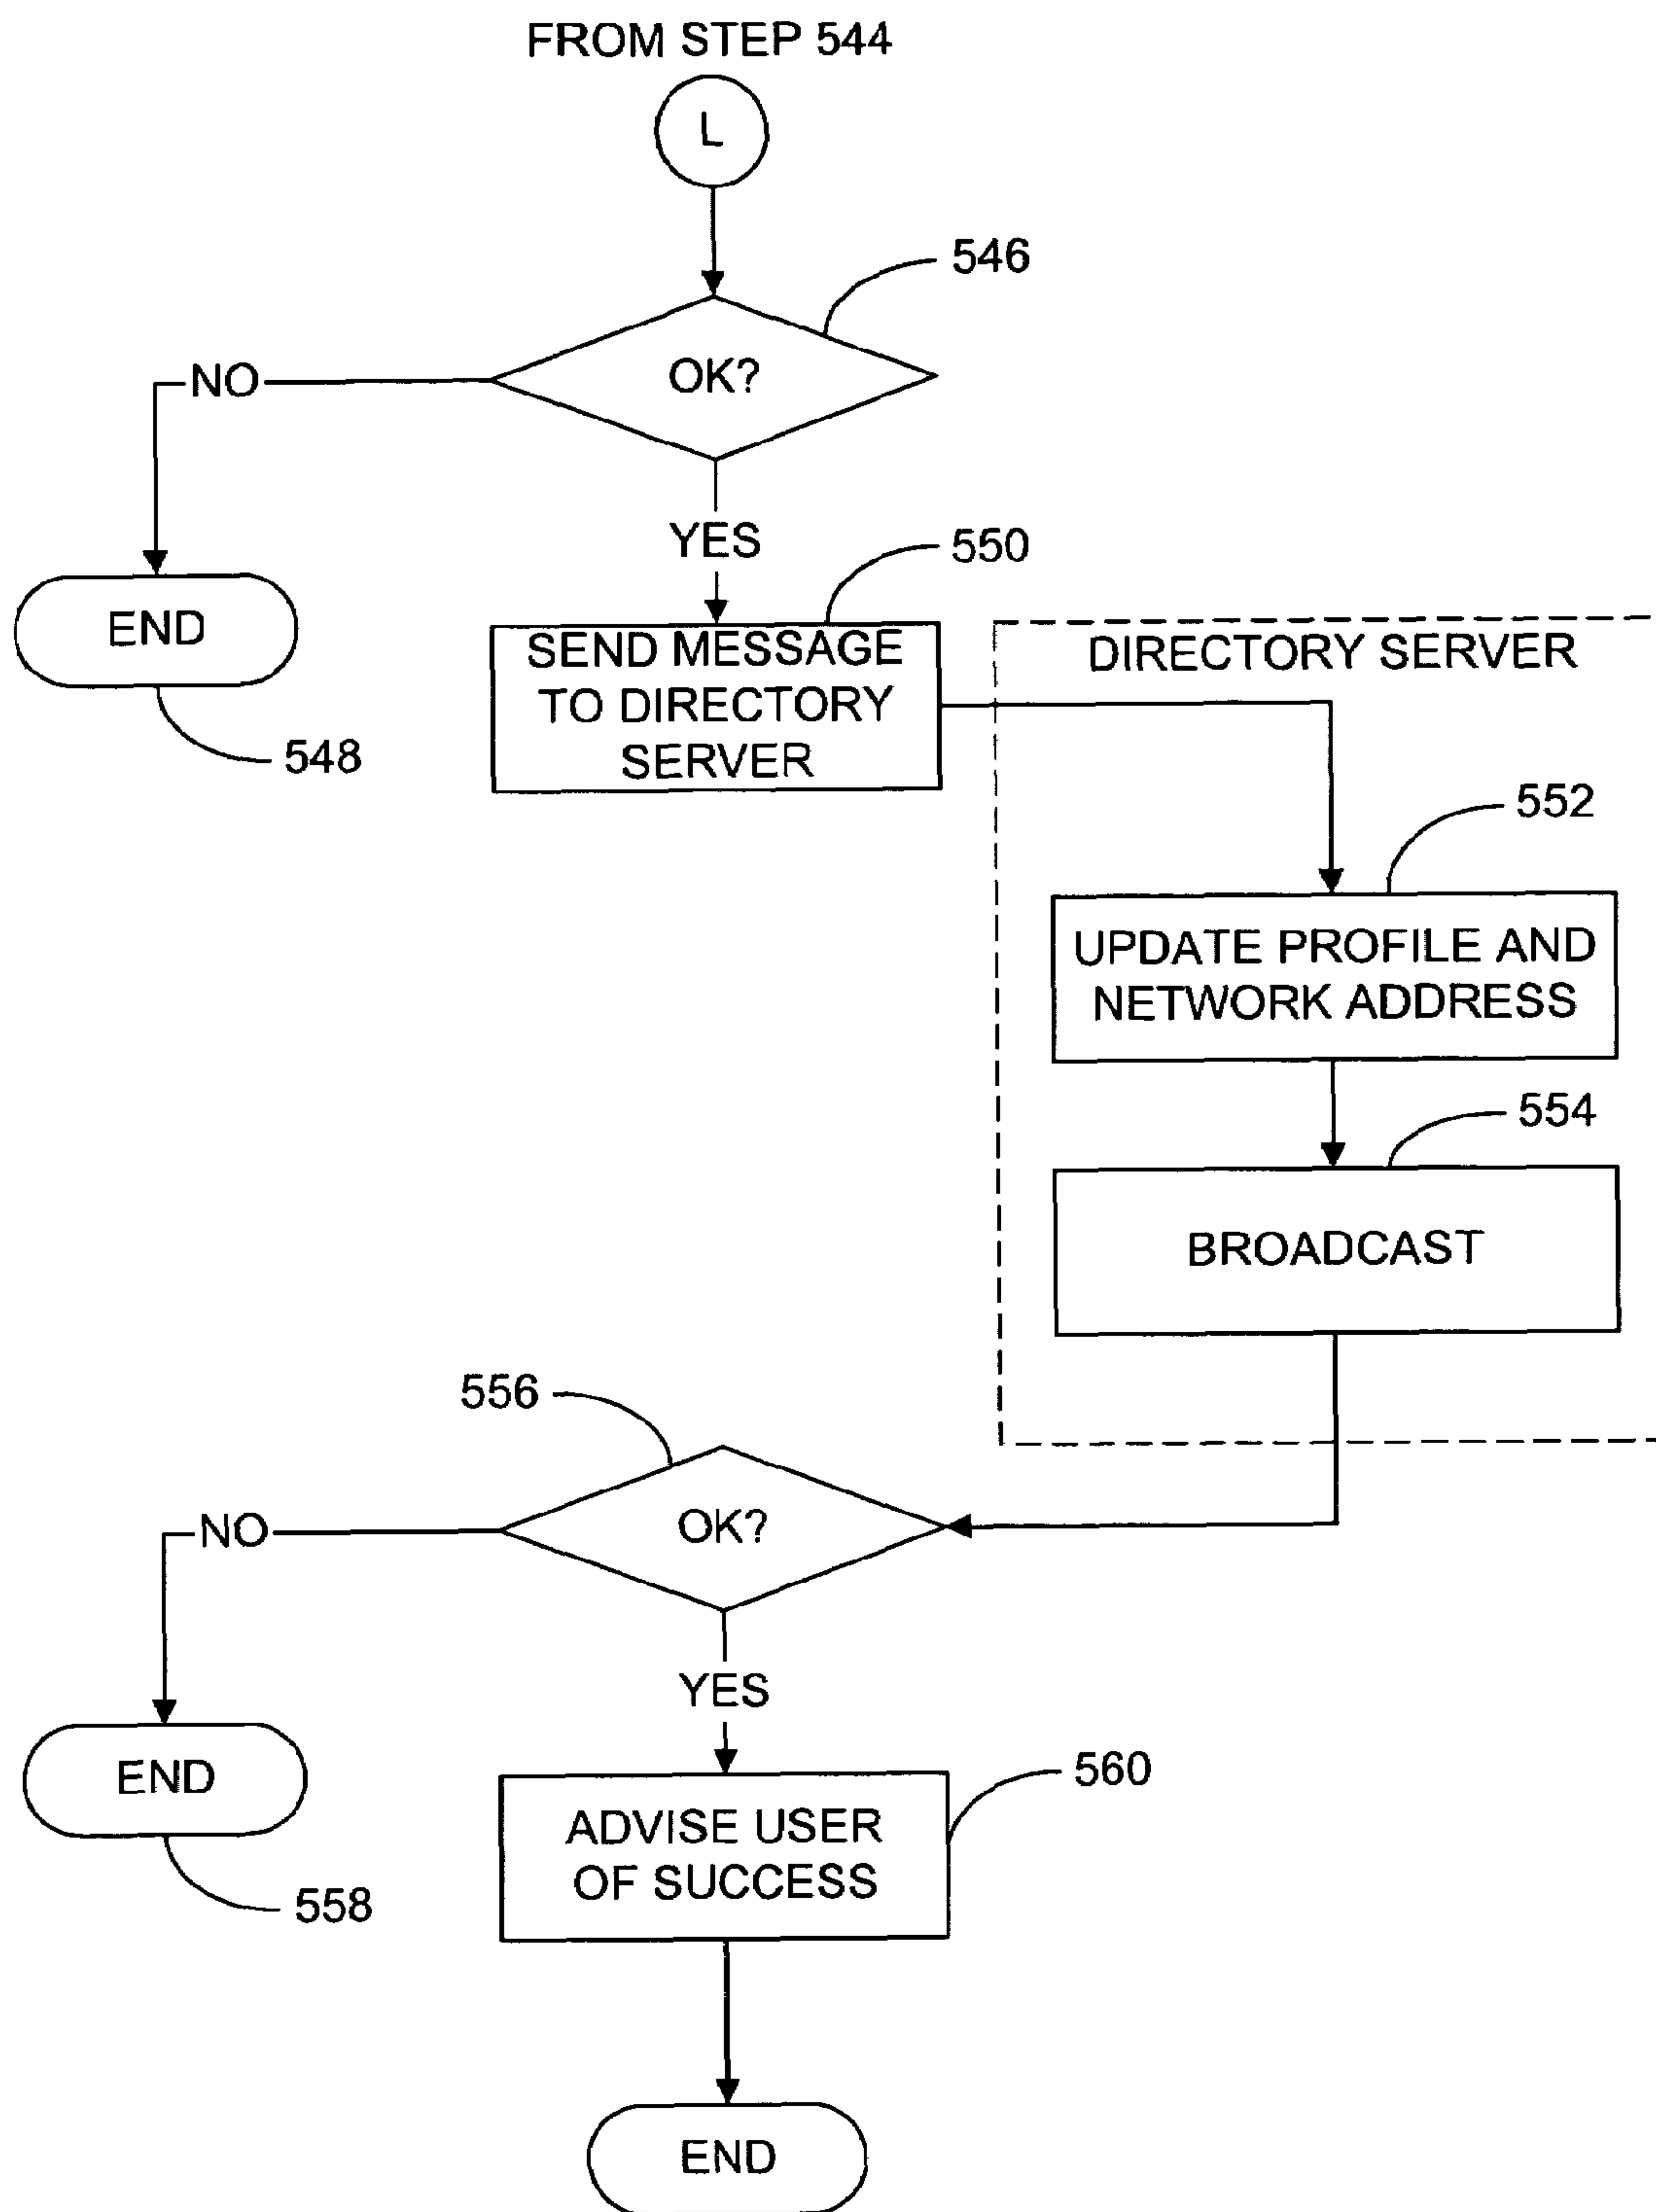 FROM STEP 544
L
546
OK?
NO
YES
550
END
548
SEND MESSAGE
TO DIRECTORY
SERVER
DIRECTORY SERVER
552
UPDATE PROFILE AND
NETWORK ADDRESS
554
BROADCAST
556
OK?
NO
YES
END
558
560
ADVISE USER
OF SUCCESS
END